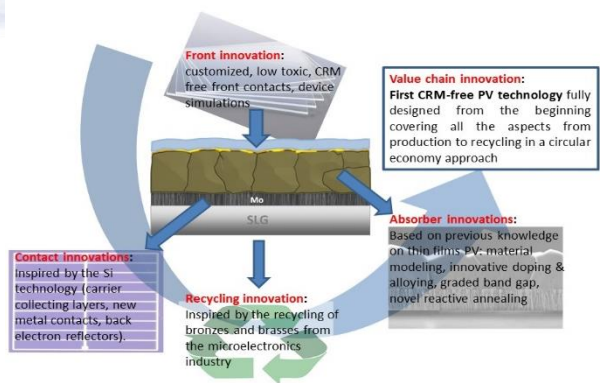 Front innovation:
customized, low toxic, CRM
free front contacts, device
simulations
Value chain innovation:
First CRM-free PV technology fully
designed from the beginning
covering all the aspects from
production to recycling in a circular
economy approach
Mo
SLG
Absorber innovations:
Based on previous knowledge
on thin films PV: material
modeling, innovative doping &
alloying, graded band gap,
novel reactive annealing
Contact innovations:
Inspired by the Si
technology (carrier
collecting layers, new
metal contacts, back
electron reflectors).
Recycling innovation:
Inspired by the recycling of
bronzes and brasses from
the microelectronics
industry